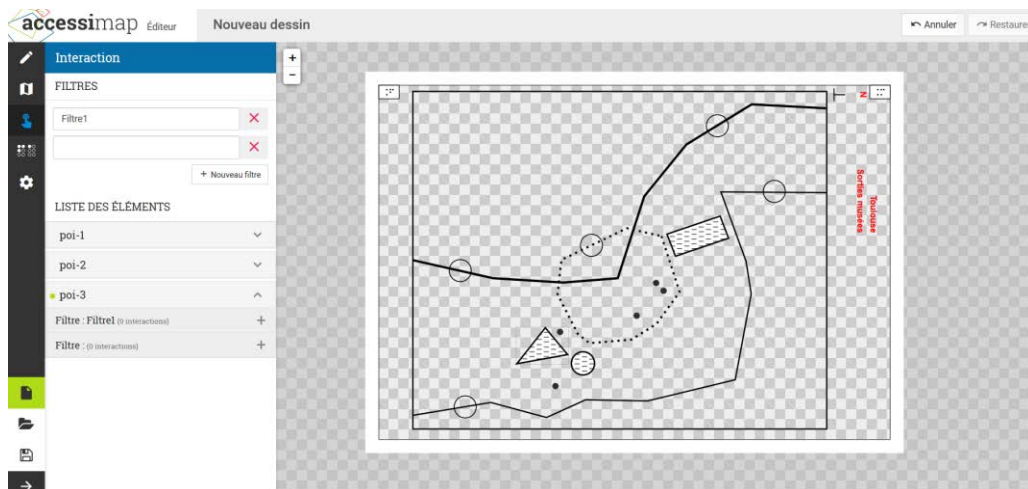 accessimap Éditeur
Nouveau dessin
Annuler
Restaurer
Interaction
FILTRES
Filtre1
+ Nouveau filtre
LISTE DES ÉLÉMENTS
poi-1
poi-2
poi-3
Filtre : Filtre1 (0 interactions)
Filtre : (0 interactions)
N
Toulouse
Sorties musées